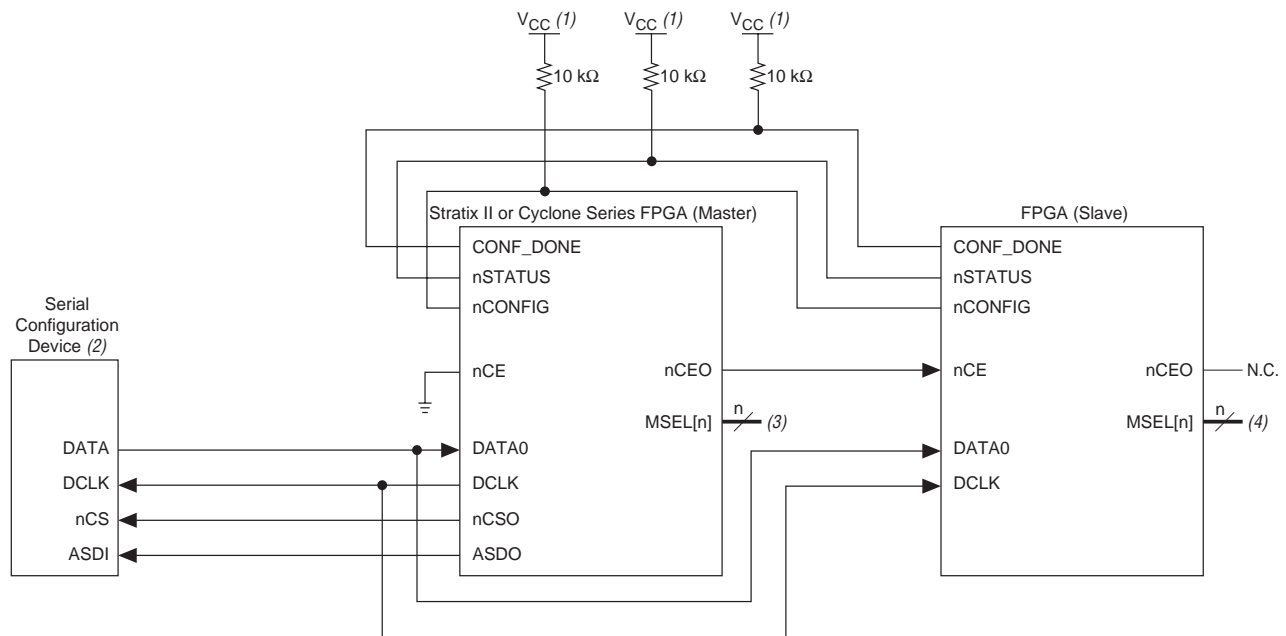 VCC (1)
VCC (1)
VCC (1)
10 kΩ
10 kΩ
10 kΩ
Stratix II or Cyclone Series FPGA (Master)
CONF_DONE
nSTATUS
nCONFIG
nCE
nCEO
n
MSEL[n]
(3)
DATA0
DCLK
nCSO
ASDO
FPGA (Slave)
CONF_DONE
nSTATUS
nCONFIG
nCE
nCEO
N.C.
n
MSEL[n]
(4)
DATA0
DCLK
Serial
Configuration
Device (2)
DATA
DCLK
nCS
ASDI